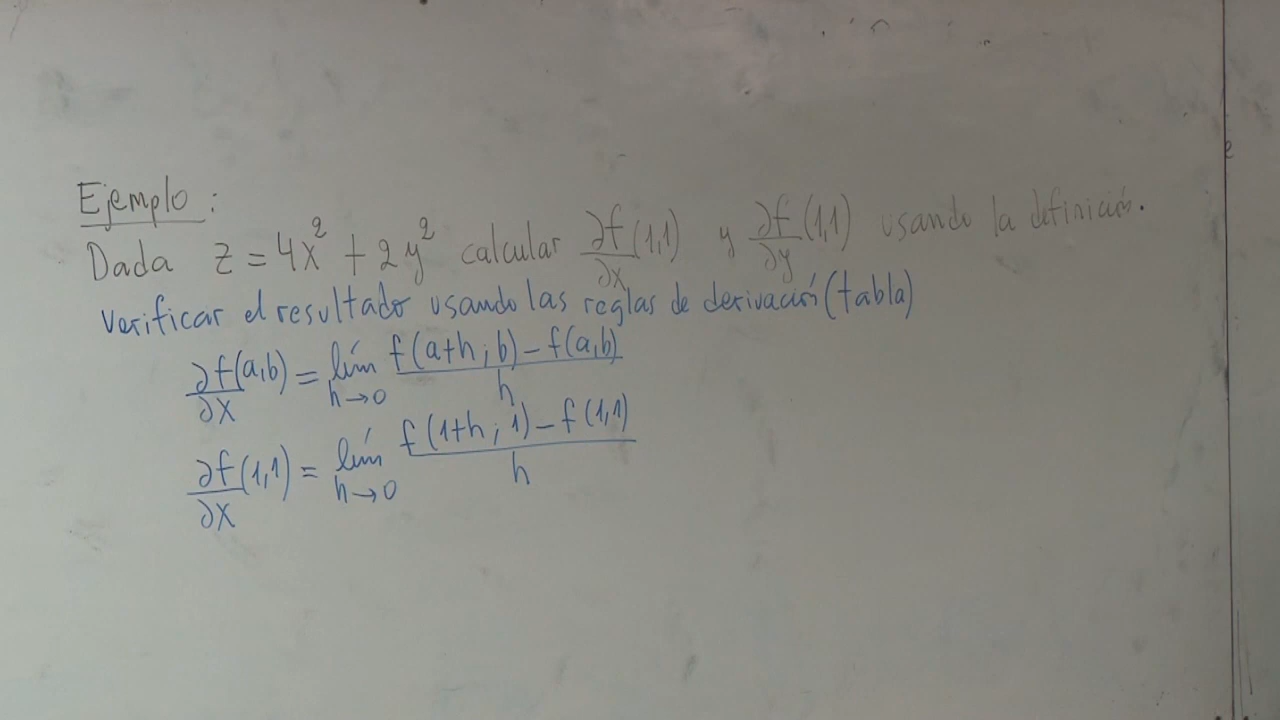 Ejemplo:
Dada z = 4x² + 2y² calcular ∂f/∂x (1,1) y ∂f/∂y (1,1) usando la definición.
Verificar el resultado usando las reglas de derivación (tabla)
∂f/∂x (a,b) = lím h→0 f(a+h; b) – f(a,b) / h
∂f/∂x (1,1) = lím h→0 f(1+h; 1) – f(1,1) / h